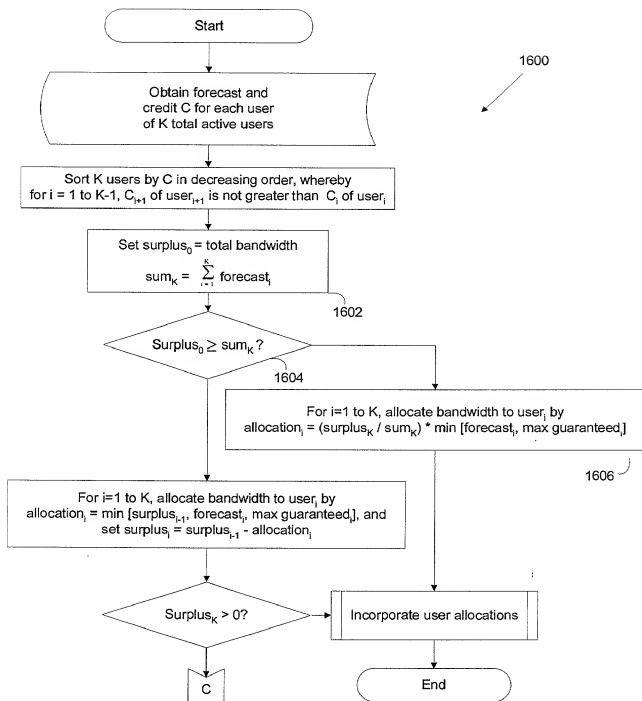 Start
1600
Obtain forecast and
credit C for each user
of K total active users
Sort K users by C in decreasing order, whereby
for i = 1 to K-1, C_{i+1} of user_{i+1} is not greater than C_i of user_i
Set surplus_0 = total bandwidth
sum_K = \sum_{i=1}^{K} forecast_i
1602
Surplus_0 ≥ sum_K ?
1604
For i=1 to K, allocate bandwidth to user_i by
allocation_i = (surplus_K / sum_K) * min [forecast_i, max guaranteed_i]
1606
For i=1 to K, allocate bandwidth to user_i by
allocation_i = min [surplus_{i-1}, forecast_i, max guaranteed_i], and
set surplus_i = surplus_{i-1} - allocation_i
Surplus_K > 0?
Incorporate user allocations
C
End